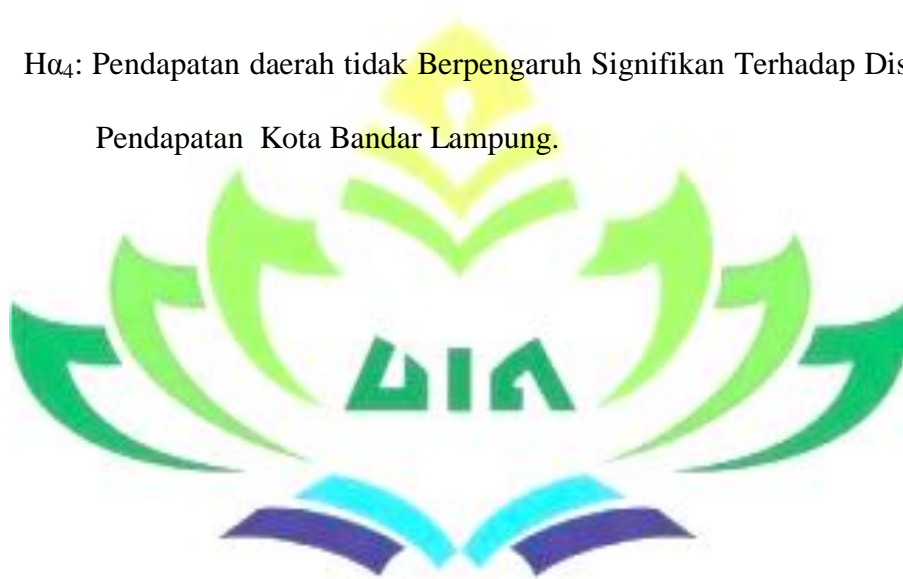 Hα₄: Pendapatan daerah tidak Berpengaruh Signifikan Terhadap Dis
Pendapatan Kota Bandar Lampung.
UIN